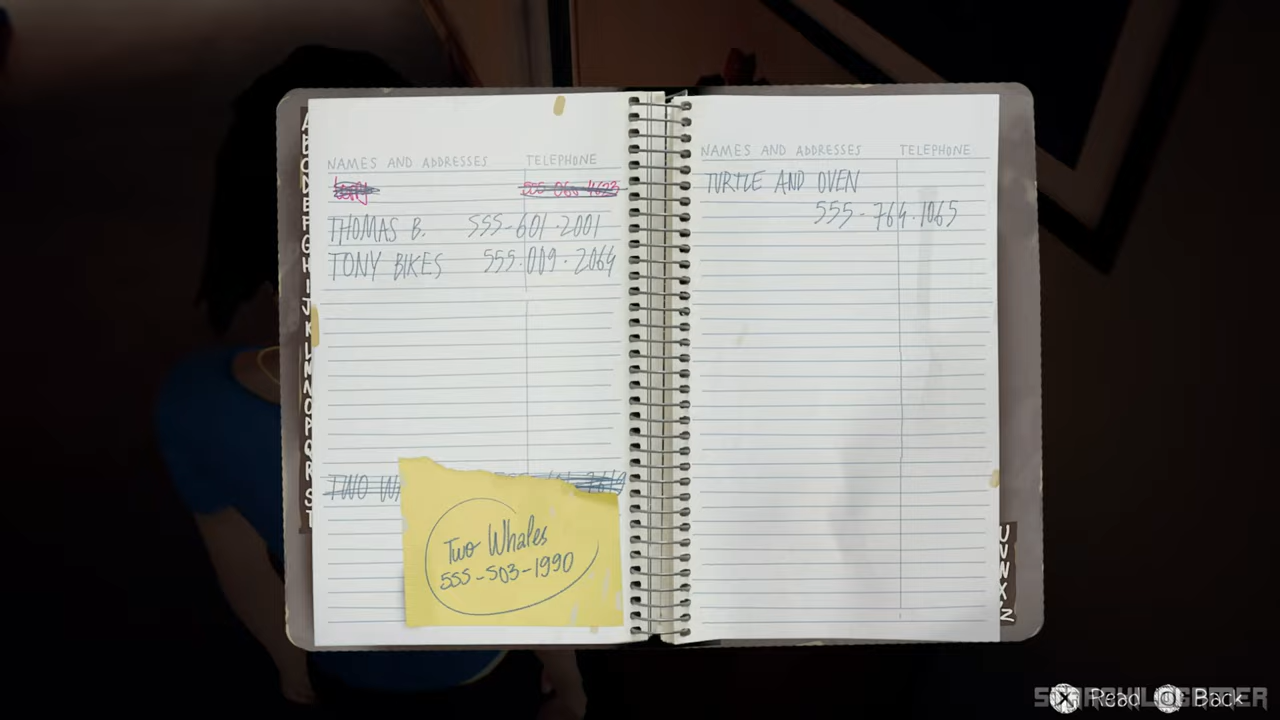 NAMES AND ADDRESSES TELEPHONE
THOMAS B. 555-601-2001
TONY BIKES 555.009.2064
TWO
Two Whales
555-503-1990
NAMES AND ADDRESSES TELEPHONE
TURTLE AND OVEN
555-764.1065
A
B
C
D
E
F
G
H
I
J
K
L
M
N
O
P
Q
R
S
T
U
V
W
X
Z
Read Back